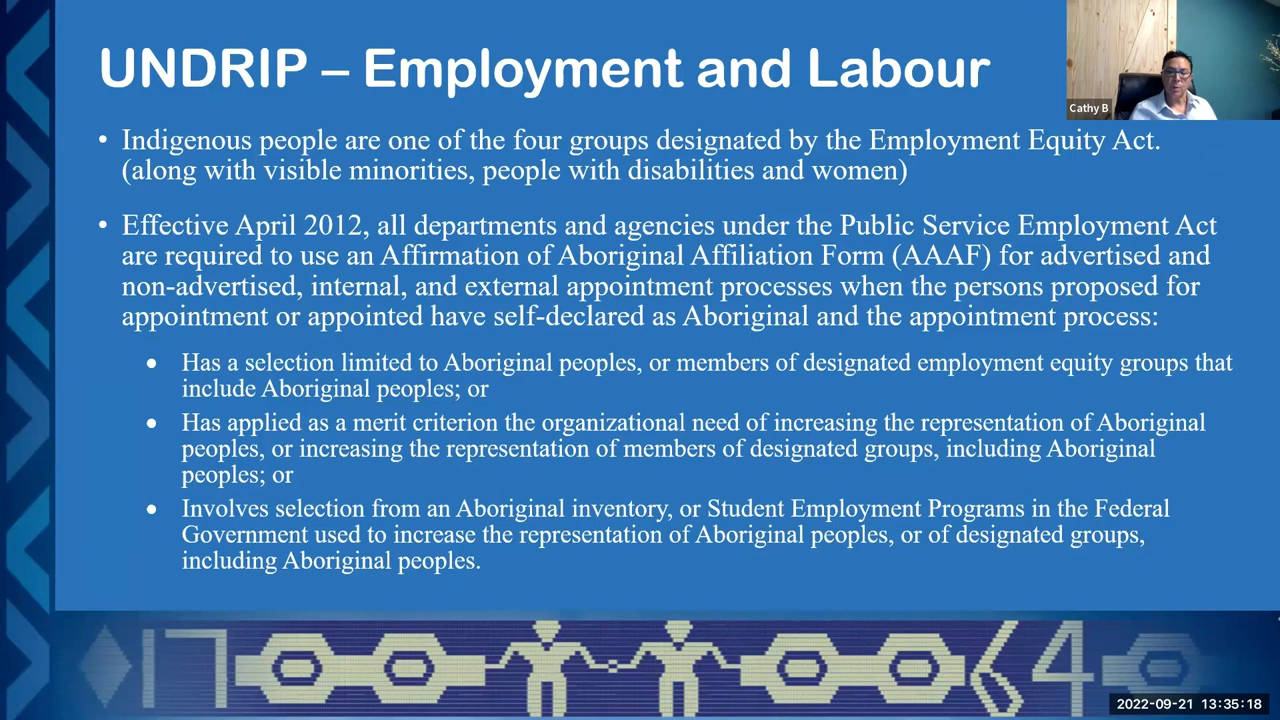 UNDRIP – Employment and Labour
Cathy B
• Indigenous people are one of the four groups designated by the Employment Equity Act.
(along with visible minorities, people with disabilities and women)
• Effective April 2012, all departments and agencies under the Public Service Employment Act
are required to use an Affirmation of Aboriginal Affiliation Form (AAAF) for advertised and
non-advertised, internal, and external appointment processes when the persons proposed for
appointment or appointed have self-declared as Aboriginal and the appointment process:
• Has a selection limited to Aboriginal peoples, or members of designated employment equity groups that
include Aboriginal peoples; or
• Has applied as a merit criterion the organizational need of increasing the representation of Aboriginal
peoples, or increasing the representation of members of designated groups, including Aboriginal
peoples; or
• Involves selection from an Aboriginal inventory, or Student Employment Programs in the Federal
Government used to increase the representation of Aboriginal peoples, or of designated groups,
including Aboriginal peoples.
17 64
2022-09-21 13:35:18